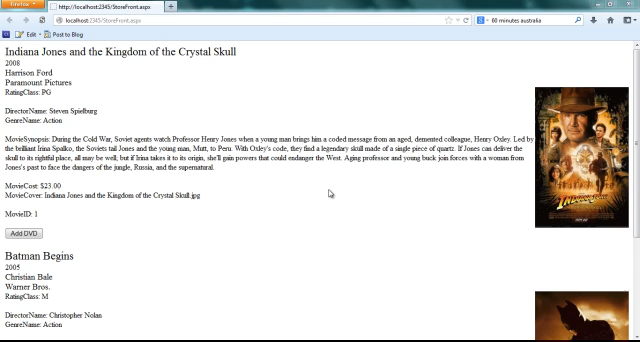 Firefox
http://localhost:2345/StoreFront.aspx
localhost:2345/StoreFront.aspx
60 minutes australia
Edit
Post to Blog
Indiana Jones and the Kingdom of the Crystal Skull
2008
Harrison Ford
Paramount Pictures
RatingClass: PG
DirectorName: Steven Spielburg
GenreName: Action
MovieSynopsis: During the Cold War, Soviet agents watch Professor Henry Jones when a young man brings him a coded message from an aged, demented colleague, Henry Oxley. Led by
the brilliant Irina Spalko, the Soviets tail Jones and the young man, Mutt, to Peru. With Oxley's code, they find a legendary skull made of a single piece of quartz. If Jones can deliver the
skull to its rightful place, all may be well; but if Irina takes it to its origin, she'll gain powers that could endanger the West. Aging professor and young buck join forces with a woman from
Jones's past to face the dangers of the jungle, Russia, and the supernatural.
MovieCost: $23.00
MovieCover: Indiana Jones and the Kingdom of the Crystal Skull.jpg
MovieID: 1
Add DVD
Batman Begins
2005
Christian Bale
Warner Bros.
RatingClass: M
DirectorName: Christopher Nolan
GenreName: Action
INDIANA JONES